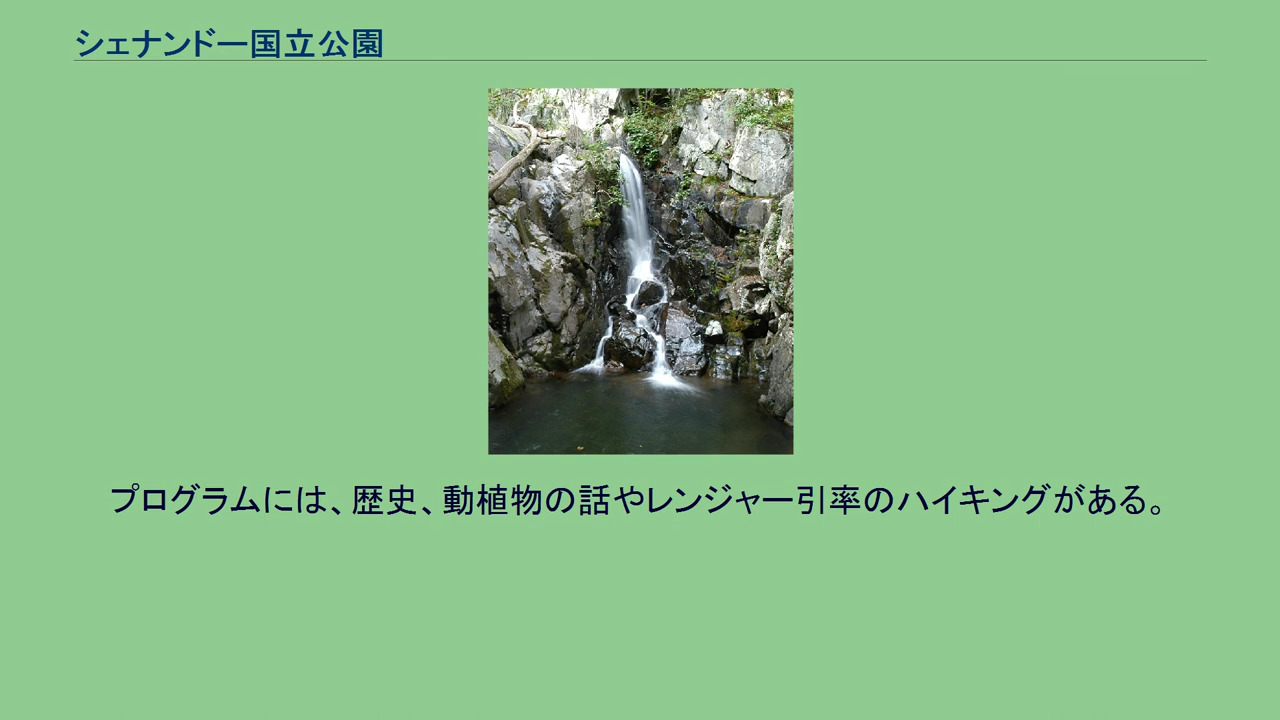 シェナンドー国立公園
プログラムには、歴史、動植物の話やレンジャー引率のハイキングがある。